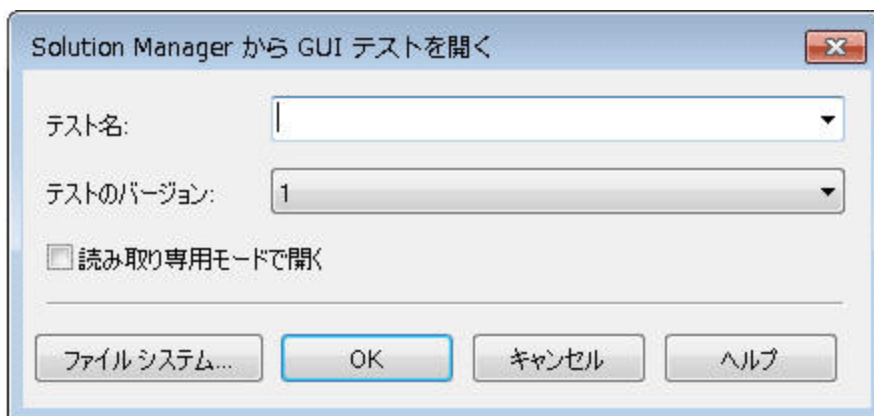 Solution Manager から GUI テストを開く
テスト名:
テストのバージョン: 1
読み取り専用モードで開く
ファイル システム... OK キャンセル ヘルプ